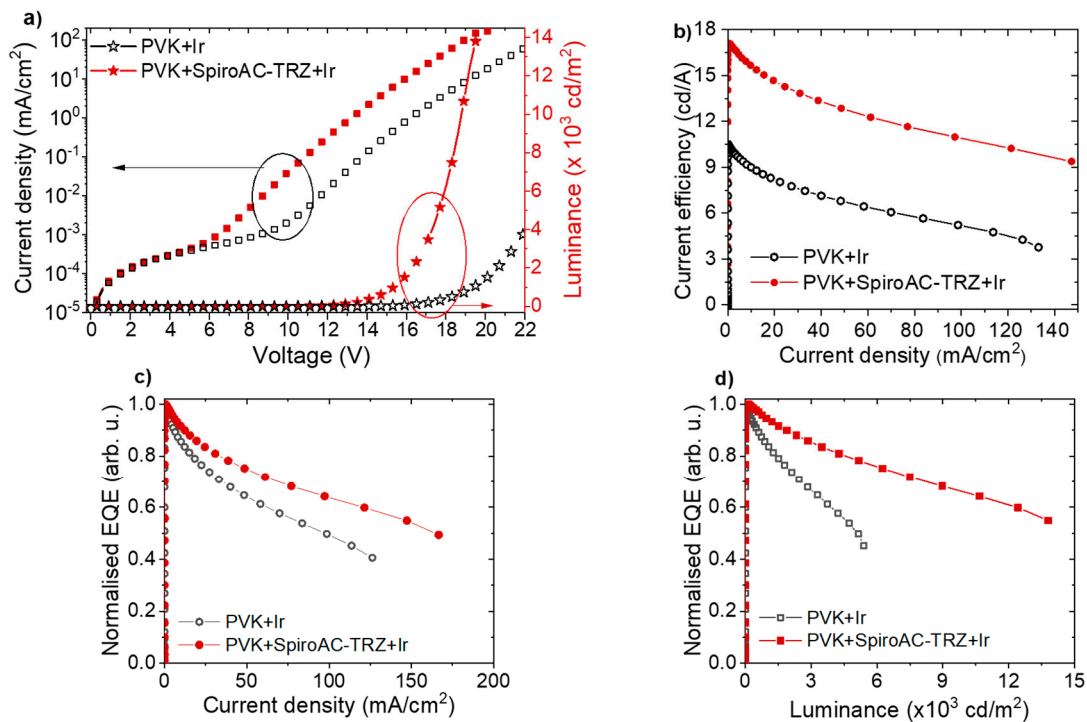 a)
Current density (mA/cm²)
10²
10¹
10⁰
10⁻¹
10⁻²
10⁻³
10⁻⁴
10⁻⁵
PVK+Ir
PVK+SpiroAC-TRZ+Ir
14
12
10
8
6
4
2
0
Luminance (x 10³ cd/m²)
0 2 4 6 8 10 12 14 16 18 20 22
Voltage (V)
b)
Current efficiency (cd/A)
18
15
12
9
6
3
0
PVK+Ir
PVK+SpiroAC-TRZ+Ir
0 20 40 60 80 100 120 140
Current density (mA/cm²)
c)
Normalised EQE (arb. u.)
1.0
0.8
0.6
0.4
0.2
0.0
PVK+Ir
PVK+SpiroAC-TRZ+Ir
0 50 100 150 200
Current density (mA/cm²)
d)
Normalised EQE (arb. u.)
1.0
0.8
0.6
0.4
0.2
0.0
PVK+Ir
PVK+SpiroAC-TRZ+Ir
0 3 6 9 12 15
Luminance (x10³ cd/m²)